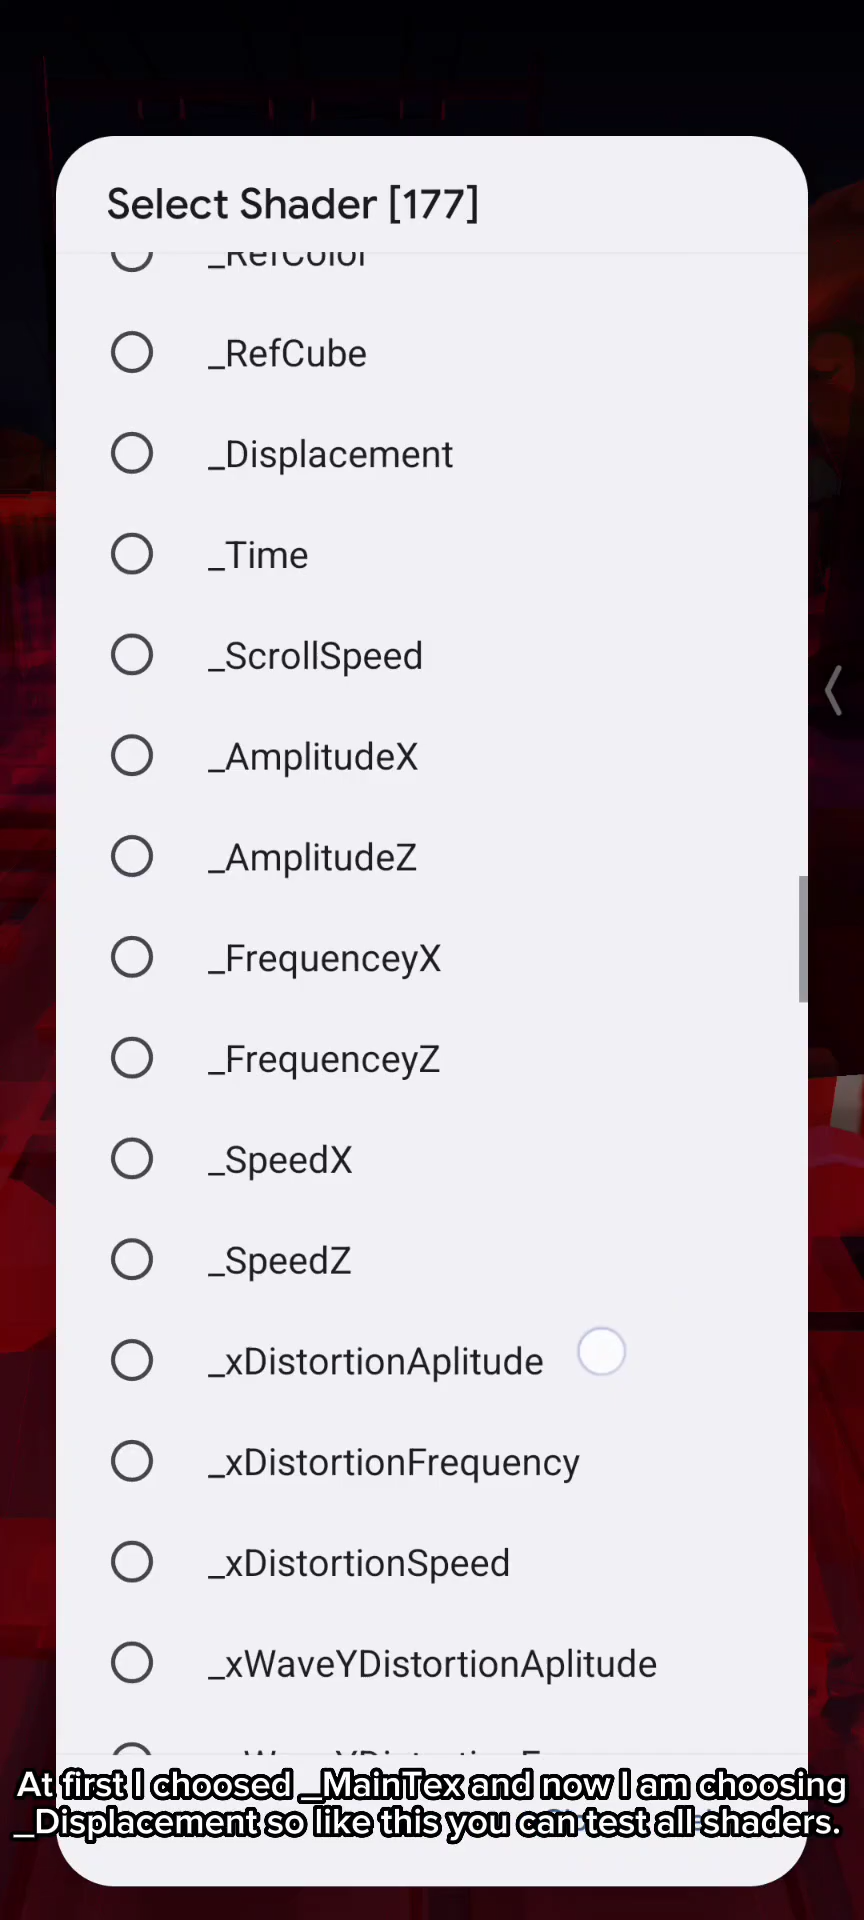 Select Shader [177]
_RefColor
_RefCube
_Displacement
_Time
_ScrollSpeed
_AmplitudeX
_AmplitudeZ
_FrequenceyX
_FrequenceyZ
_SpeedX
_SpeedZ
_xDistortionAplitude
_xDistortionFrequency
_xDistortionSpeed
_xWaveYDistortionAplitude
At first I choosed _MainTex and now I am choosing
_Displacement so like this you can test all shaders.